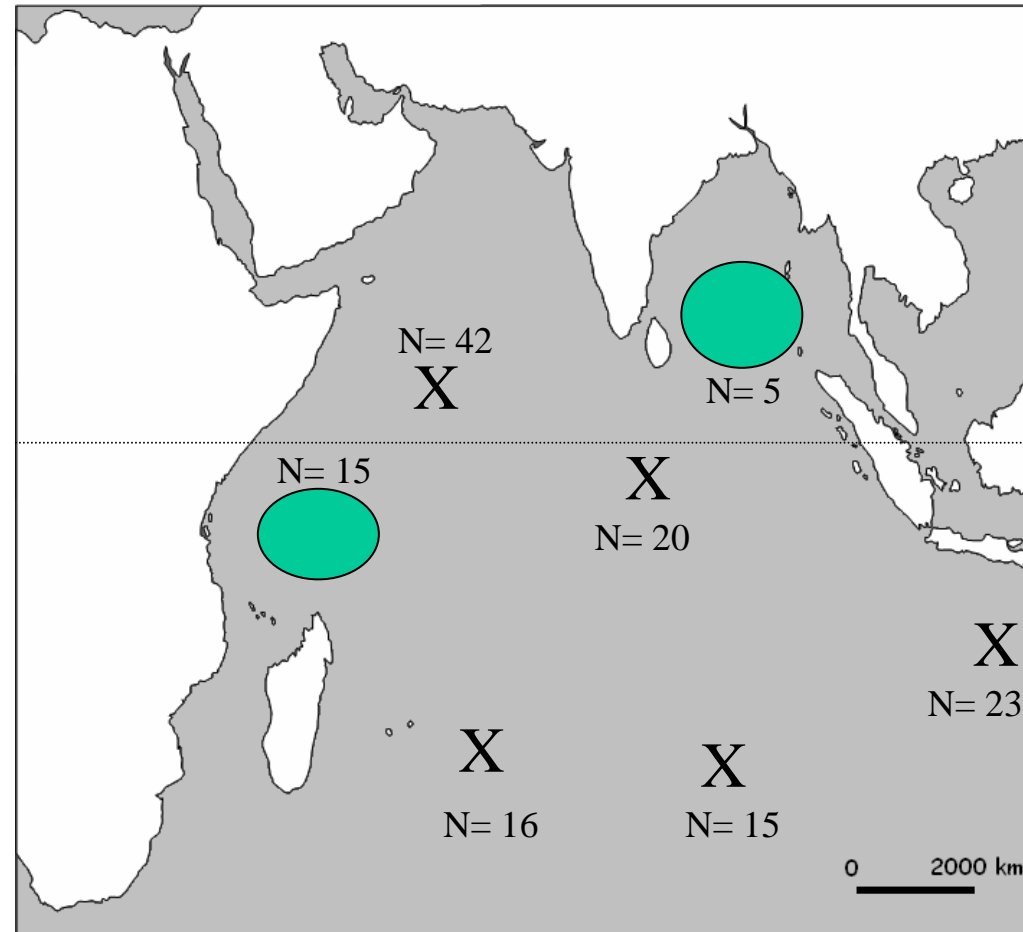 N= 42
X
N= 5
N= 15
X
N= 20
X
N= 23
X
X
N= 16
N= 15
0 2000 km